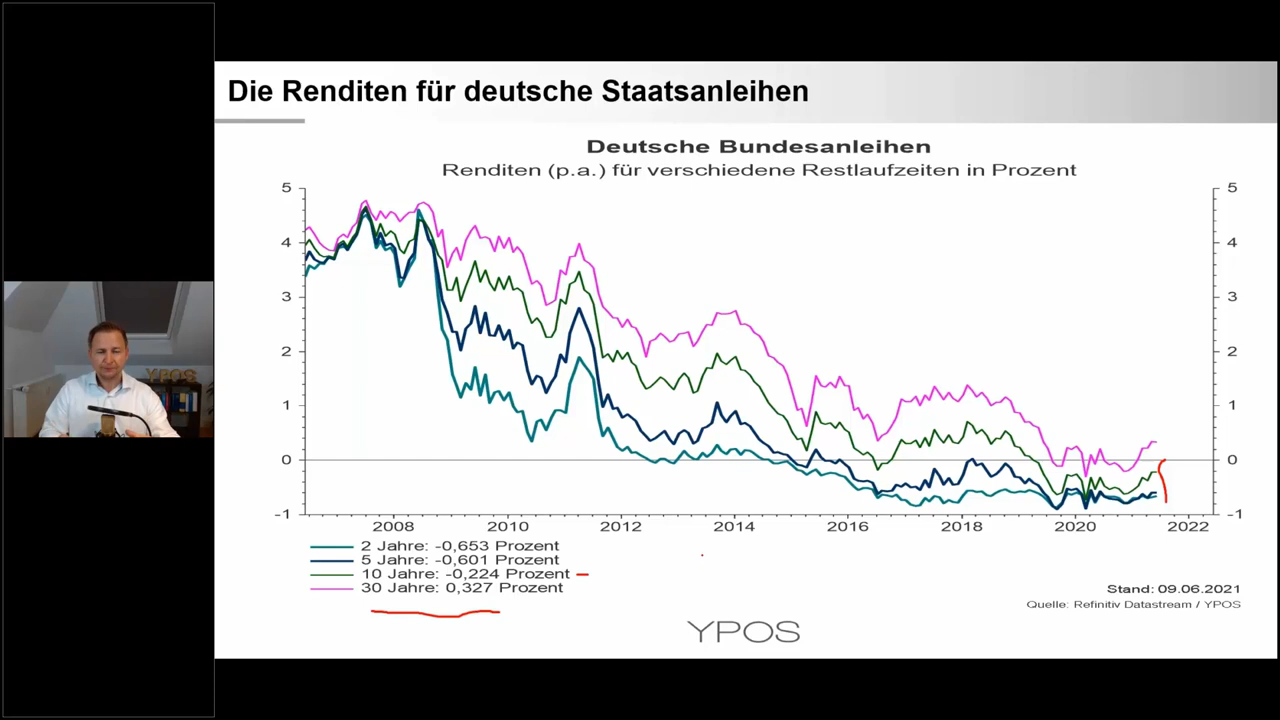 Die Renditen für deutsche Staatsanleihen
Deutsche Bundesanleihen
Renditen (p.a.) für verschiedene Restlaufzeiten in Prozent
5 5
4 4
3 3
2 2
1 1
0 0
-1 -1
2008 2010 2012 2014 2016 2018 2020 2022
2 Jahre: -0,653 Prozent
5 Jahre: -0,601 Prozent
10 Jahre: -0,224 Prozent
30 Jahre: 0,327 Prozent
Stand: 09.06.2021
Quelle: Refinitiv Datastream / YPOS
YPOS
YPOS